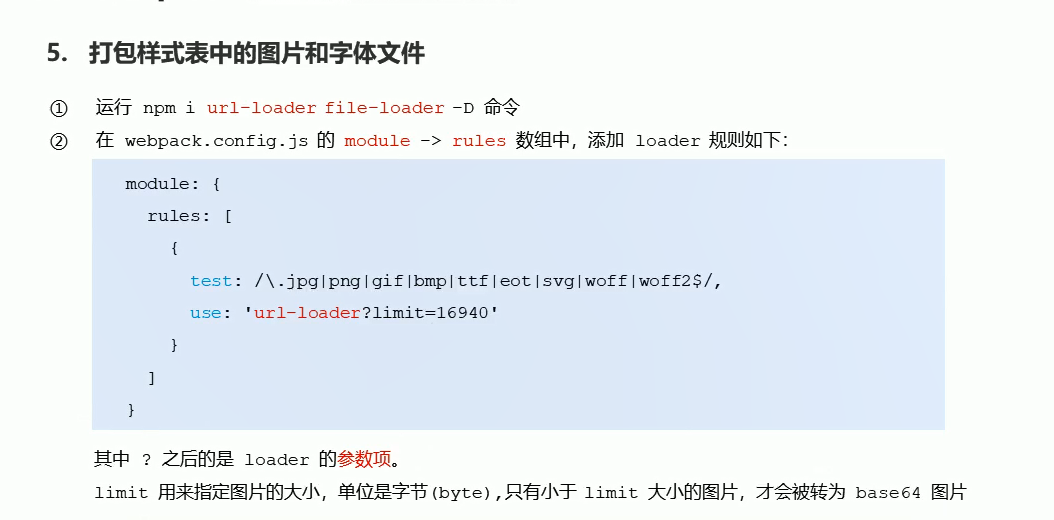 5. 打包样式表中的图片和字体文件
① 运行 npm i url-loader file-loader -D 命令
② 在 webpack.config.js 的 module -> rules 数组中，添加 loader 规则如下：
module: {
rules: [
{
test: /\.jpg|png|gif|bmp|ttf|eot|svg|woff|woff2$/,
use: 'url-loader?limit=16940'
}
]
}
其中 ? 之后的是 loader 的参数项。
limit 用来指定图片的大小，单位是字节(byte),只有小于 limit 大小的图片，才会被转为 base64 图片